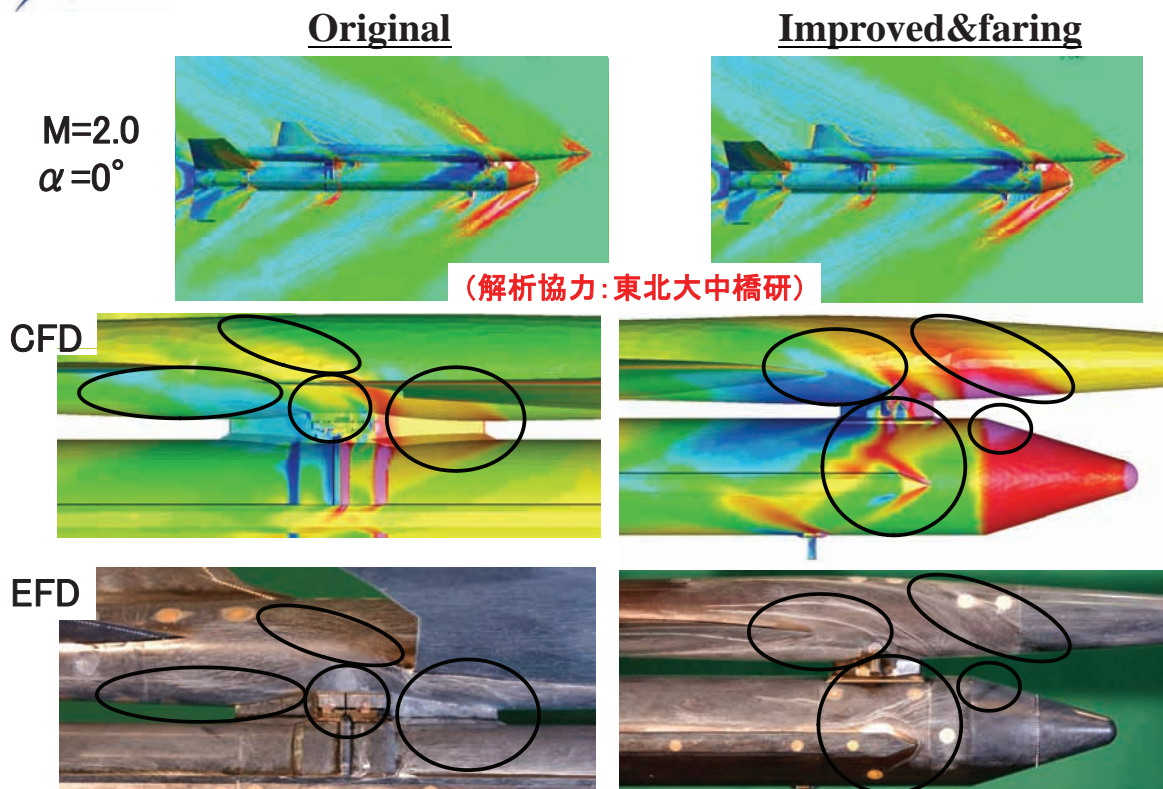 Original
Improved&faring
M=2.0
α=0°
(解析協力:東北大中橋研)
CFD
EFD